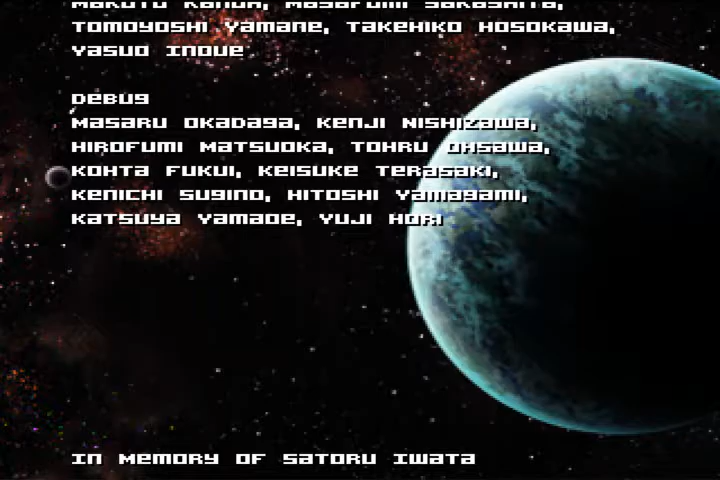 TOMOYOSHI YAMANE, TAKEHIKO HOSOKAWA,
YASUO INOUE
DEBUG
MASARU OKADAGA, KENJI NISHIZAWA,
HIROFUMI MATSUOKA, TOHRU OHSAWA,
KOHTA FUKUI, KEISUKE TERASAKI,
KENICHI SUGINO, HITOSHI YAMAGAMI,
KATSUYA YAMAOE, YUJI HORI
IN MEMORY OF SATORU IWATA